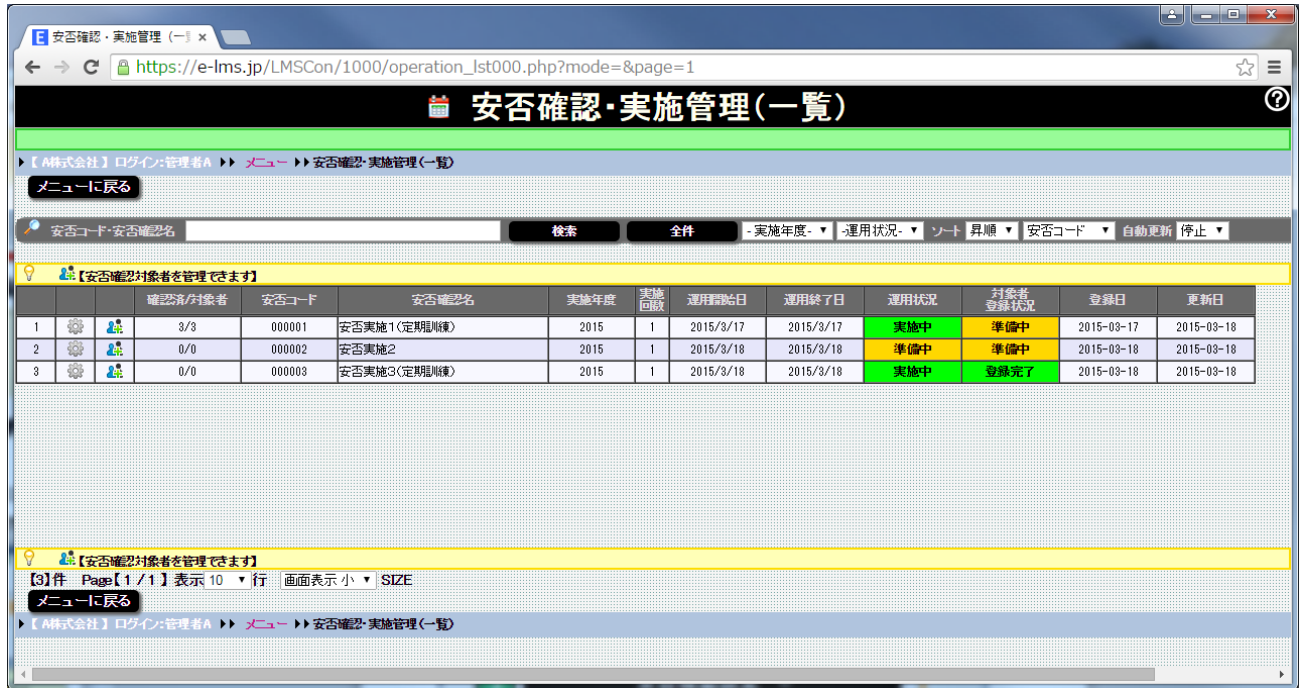 安否確認・実施管理（一覧
https://e-lms.jp/LMSCon/1000/operation_lst000.php?mode=&page=1
安否確認・実施管理(一覧)
【 A株式会社 】 ログイン:管理者A メニュー 安否確認・実施管理(一覧)
メニューに戻る
安否コード・安否確認名 検索 全件 -実施年度- -運用状況- ソート 昇順 安否コード 自動更新 停止
【安否確認対象者を管理できます】
確認済/対象者 安否コード 安否確認名 実施年度 実施回数 運用開始日 運用終了日 運用状況 対象者登録状況 登録日 更新日
1 3/3 000001 安否実施1(定期訓練) 2015 1 2015/3/17 2015/3/17 実施中 準備中 2015-03-17 2015-03-18
2 0/0 000002 安否実施2 2015 1 2015/3/18 2015/3/18 準備中 準備中 2015-03-18 2015-03-18
3 0/0 000003 安否実施3(定期訓練) 2015 1 2015/3/18 2015/3/18 実施中 登録完了 2015-03-18 2015-03-18
【安否確認対象者を管理できます】
【3】件 Page【 1 / 1 】 表示 10 行 画面表示 小 SIZE
メニューに戻る
【 A株式会社 】 ログイン:管理者A メニュー 安否確認・実施管理(一覧)